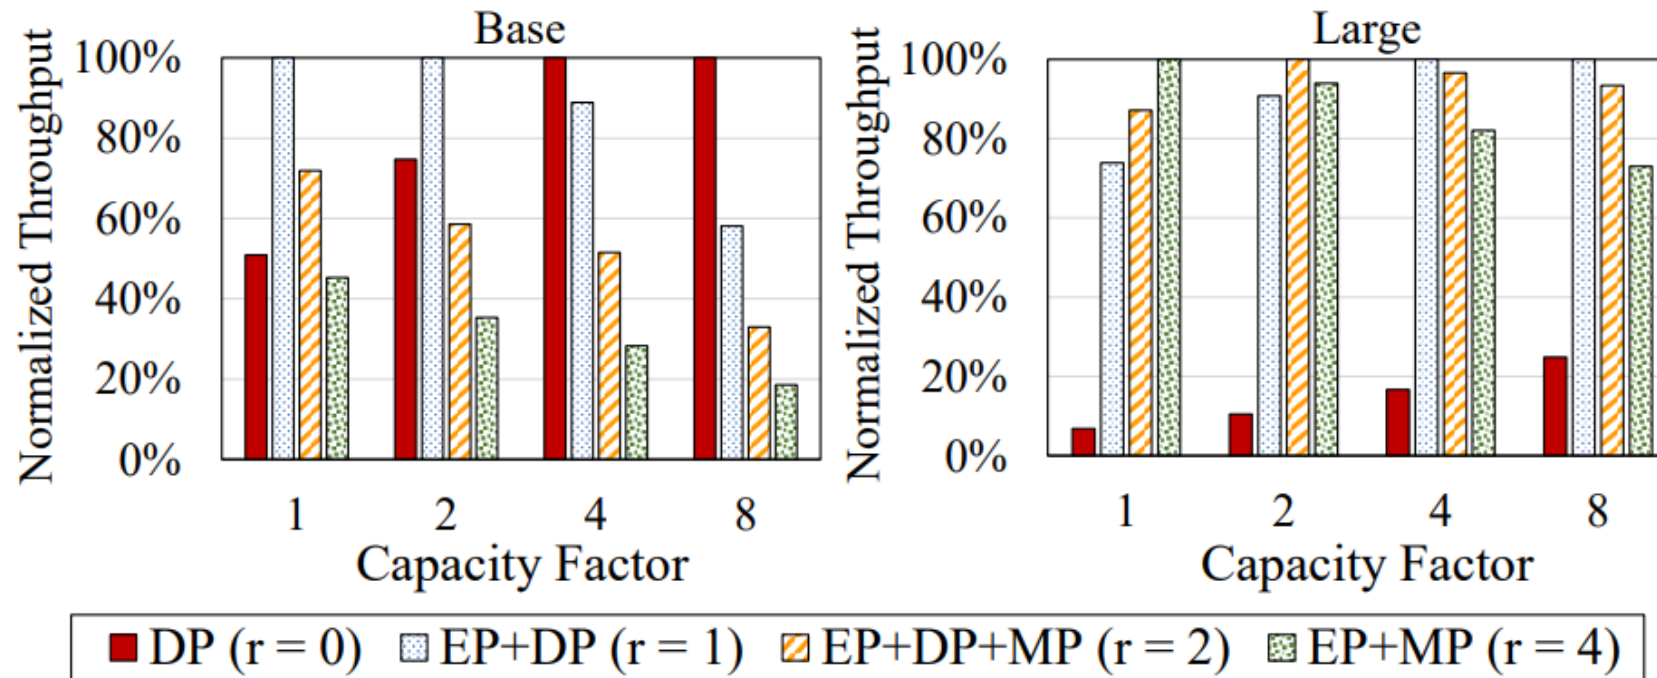 Base
Normalized Throughput
100%
80%
60%
40%
20%
0%
1 2 4 8
Capacity Factor
Large
Normalized Throughput
100%
80%
60%
40%
20%
0%
1 2 4 8
Capacity Factor
DP (r = 0) EP+DP (r = 1) EP+DP+MP (r = 2) EP+MP (r = 4)